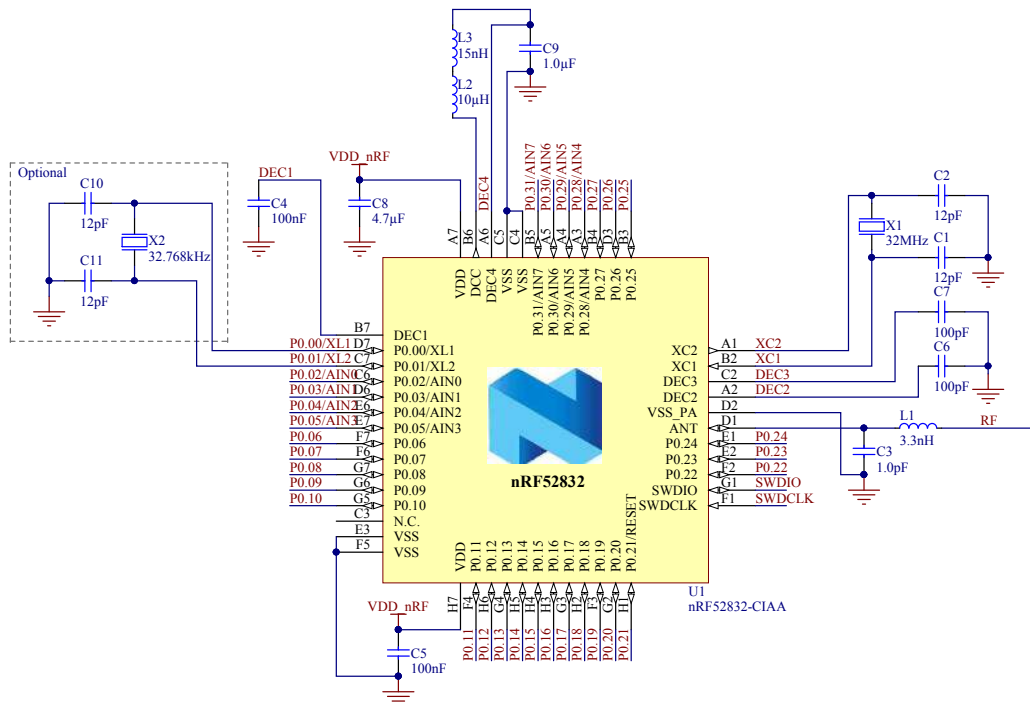 L3
15nH
L2
10µH
C9
1.0µF
Optional
C10
12pF
X2
32.768kHz
C11
12pF
DEC1
C4
100nF
VDD_nRF
C8
4.7µF
DEC4
P0.31/AIN7
P0.30/AIN6
P0.29/AIN5
P0.28/AIN4
P0.27
P0.26
P0.25
A7
B6
A6
C5
C4
B5
A5
A4
A3
B4
D3
B3
VDD
DCC
DEC4
VSS
VSS
P0.31/AIN7
P0.30/AIN6
P0.29/AIN5
P0.28/AIN4
P0.27
P0.26
P0.25
C2
12pF
X1
32MHz
C1
12pF
C7
100pF
C6
100pF
B7 DEC1
P0.00/XL1 D7 P0.00/XL1
P0.01/XL2 C7 P0.01/XL2
P0.02/AIN0 C6 P0.02/AIN0
P0.03/AIN1 D6 P0.03/AIN1
P0.04/AIN2 E6 P0.04/AIN2
P0.05/AIN3 E7 P0.05/AIN3
P0.06 F7 P0.06
P0.07 F6 P0.07
P0.08 G7 P0.08
P0.09 G6 P0.09
P0.10 G5 P0.10
C3 N.C.
E3 VSS
F5 VSS
nRF52832
XC2 A1 XC2
XC1 B2 XC1
DEC3 C2 DEC3
DEC2 A2 DEC2
VSS_PA D2
ANT D1
P0.24 E1 P0.24
P0.23 E2 P0.23
P0.22 F2 P0.22
SWDIO G1 SWDIO
SWDCLK F1 SWDCLK
L1
3.3nH
RF
C3
1.0pF
VDD
P0.11
P0.12
P0.13
P0.14
P0.15
P0.16
P0.17
P0.18
P0.19
P0.20
P0.21/RESET
H7
F4
H6
G4
H5
H4
H3
G3
H2
F3
G2
H1
P0.11
P0.12
P0.13
P0.14
P0.15
P0.16
P0.17
P0.18
P0.19
P0.20
P0.21
U1
nRF52832-CIAA
VDD_nRF
C5
100nF